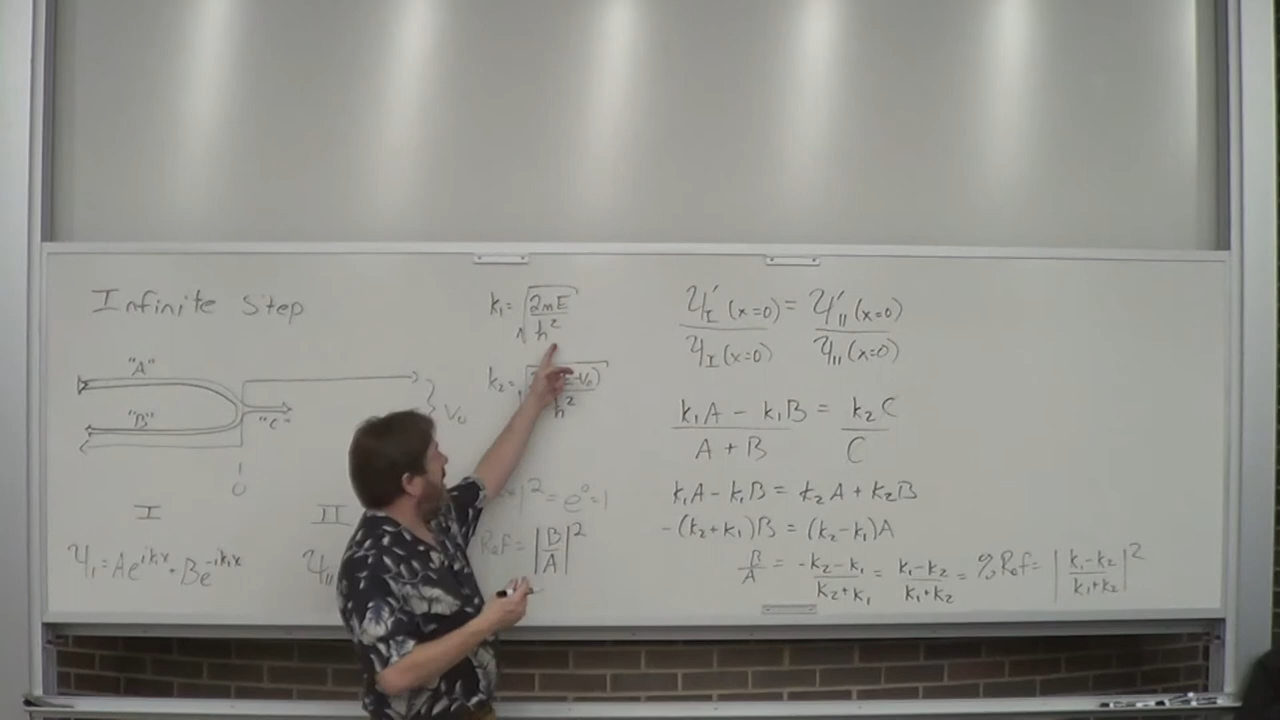 Infinite Step
"A"
"B"
"C"
V₀
0
I
II
Ψ₁ = Ae^{ik₁x} + Be^{-ik₁x}
Ψ_II
k₁ = √(2mE/ħ²)
k₂ = E-V₀) ħ²
|² = e⁰ = 1
Ref = |B/A|²
Ψ'_I (x=0) / Ψ_I (x=0) = Ψ'_II (x=0) / Ψ_II (x=0)
(k₁A - k₁B) / (A + B) = k₂C / C
k₁A - k₁B = k₂A + k₂B
-(k₂+k₁)B = (k₂-k₁)A
B/A = -(k₂-k₁)/(k₂+k₁) = (k₁-k₂)/(k₁+k₂) = %Ref = |(k₁-k₂)/(k₁+k₂)|²